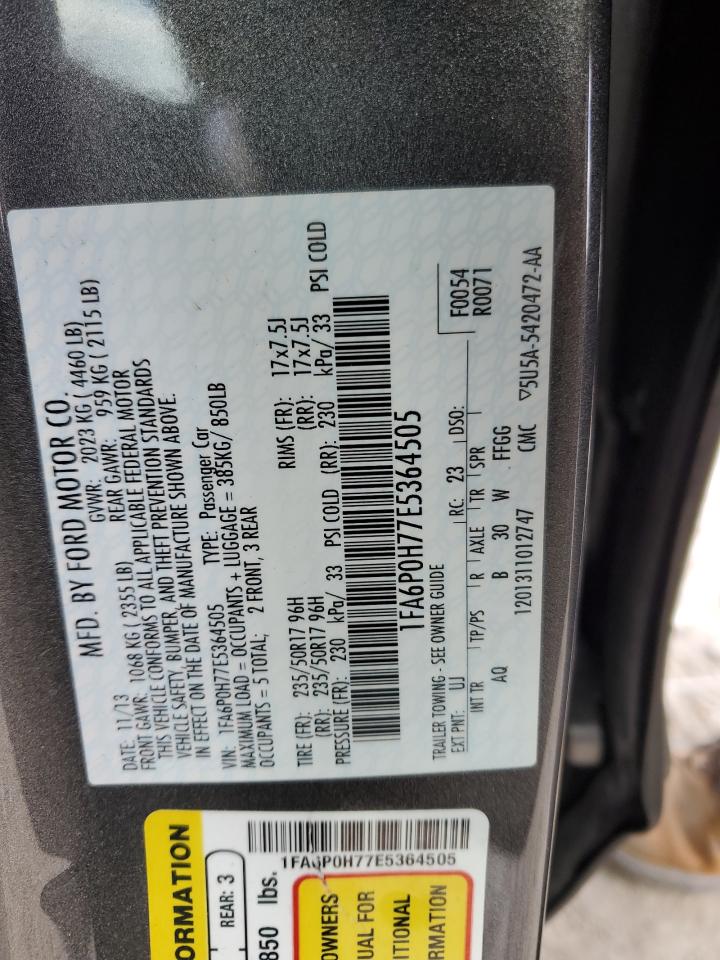 MFD. BY FORD MOTOR CO.
DATE: 11/13 GVWR: 2023 KG ( 4460 LB)
FRONT GAWR: 1068 KG ( 2355 LB) REAR GAWR: 959 KG ( 2115 LB)
THIS VEHICLE CONFORMS TO ALL APPLICABLE FEDERAL MOTOR
VEHICLE SAFETY, BUMPER, AND THEFT PREVENTION STANDARDS
IN EFFECT ON THE DATE OF MANUFACTURE SHOWN ABOVE.
VIN: 1FA6P0H77E5364505 TYPE: Passenger Car
MAXIMUM LOAD = OCCUPANTS + LUGGAGE = 385KG/ 850LB
OCCUPANTS = 5 TOTAL; 2 FRONT, 3 REAR
TIRE (FR): 235/50R17 96H RIMS (FR): 17x7.5J
(RR): 235/50R17 96H (RR): 17x7.5J
PRESSURE (FR): 230 kPa/ 33 PSI COLD (RR): 230 kPa/ 33 PSI COLD
1FA6P0H77E5364505
TRAILER TOWING - SEE OWNER GUIDE
EXT PNT: UJ RC: 23 DSO: F0054
R0071
INT TR TP/PS R AXLE TR SPR
AQ B 30 W FFGG
1201311012747 CMC ▽5U5A-5420472-AA
ORMATION
REAR: 3
850 lbs.
1FA6P0H77E5364505
OWNERS
UAL FOR
ITIONAL
RMATION